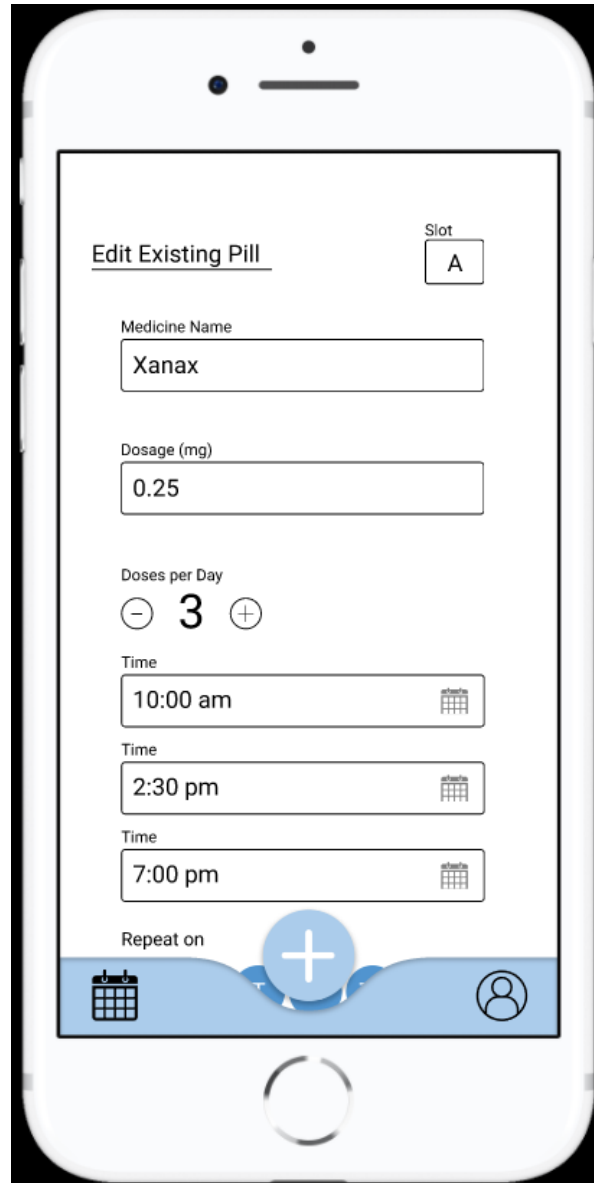 Slot
Edit Existing Pill
A
Medicine Name
Xanax
Dosage (mg)
0.25
Doses per Day
3
Time
10:00 am
Time
2:30 pm
Time
7:00 pm
Repeat on